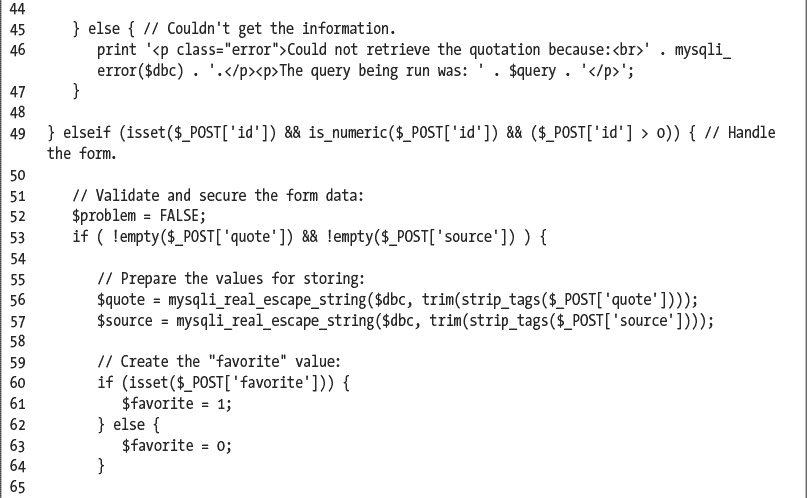 44
45 } else { // Couldn't get the information.
46 print '<p class="error">Could not retrieve the quotation because:<br>' . mysqli_
error($dbc) . '.</p><p>The query being run was: ' . $query . '</p>';
47 }
48
49 } elseif (isset($_POST['id']) && is_numeric($_POST['id']) && ($_POST['id'] > 0)) { // Handle
the form.
50
51 // Validate and secure the form data:
52 $problem = FALSE;
53 if ( !empty($_POST['quote']) && !empty($_POST['source']) ) {
54
55 // Prepare the values for storing:
56 $quote = mysqli_real_escape_string($dbc, trim(strip_tags($_POST['quote'])));
57 $source = mysqli_real_escape_string($dbc, trim(strip_tags($_POST['source'])));
58
59 // Create the "favorite" value:
60 if (isset($_POST['favorite'])) {
61 $favorite = 1;
62 } else {
63 $favorite = 0;
64 }
65